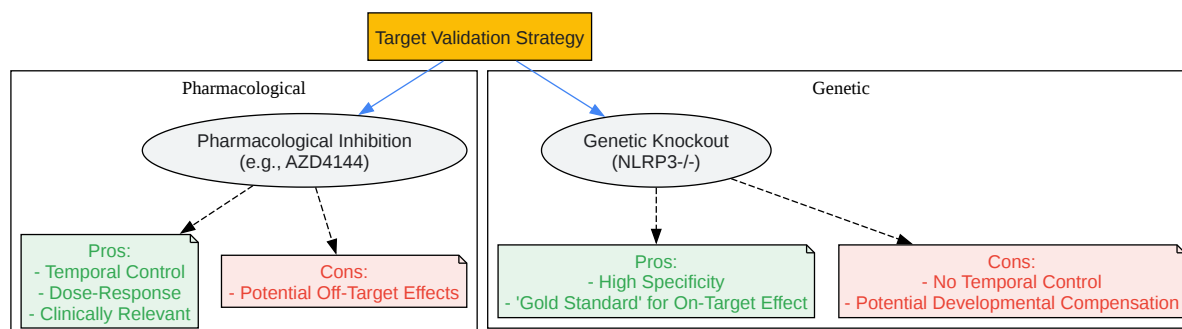 Target Validation Strategy
Pharmacological
Genetic
Pharmacological Inhibition
(e.g., AZD4144)
Genetic Knockout
(NLRP3-/-)
Pros:
- Temporal Control
- Dose-Response
- Clinically Relevant
Cons:
- Potential Off-Target Effects
Pros:
- High Specificity
- 'Gold Standard' for On-Target Effect
Cons:
- No Temporal Control
- Potential Developmental Compensation